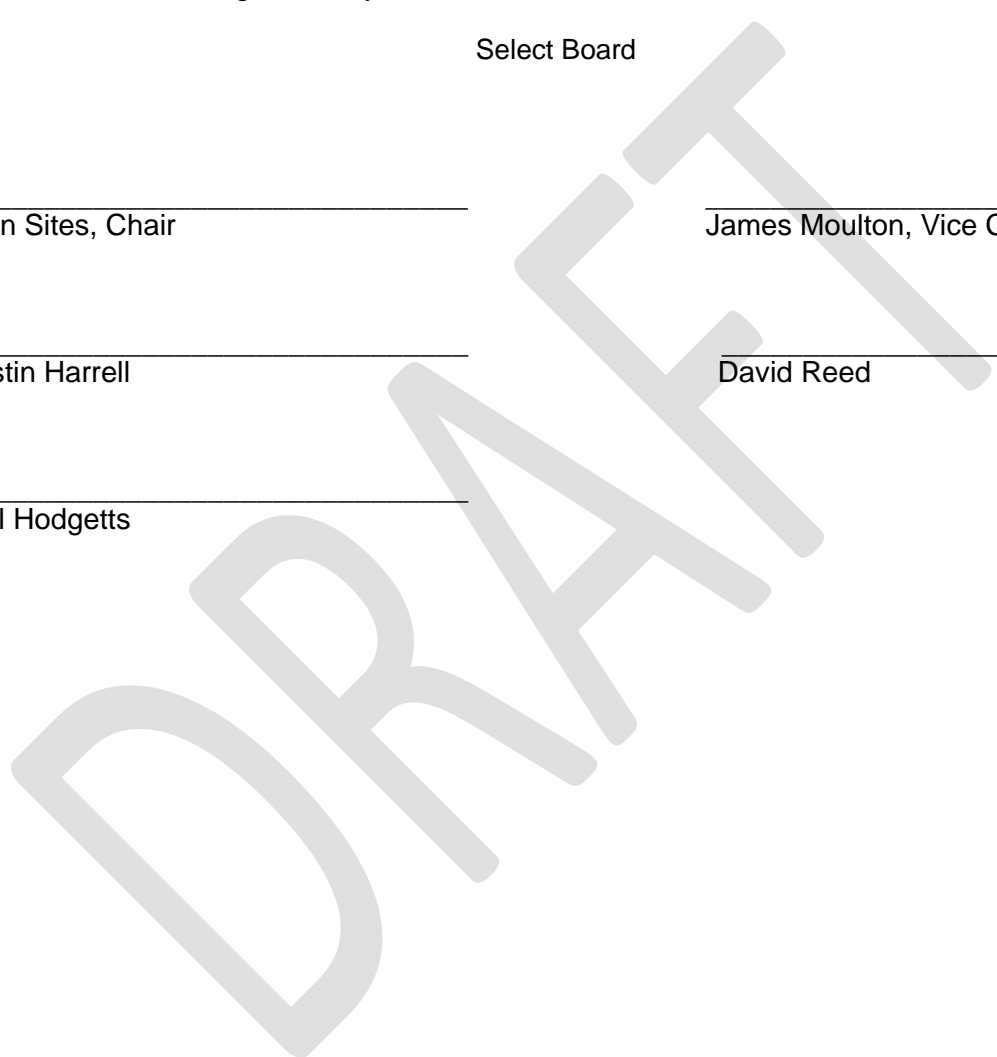 Select Board
n Sites, Chair James Moulton, Vice C
stin Harrell David Reed
l Hodgetts
DRAFT